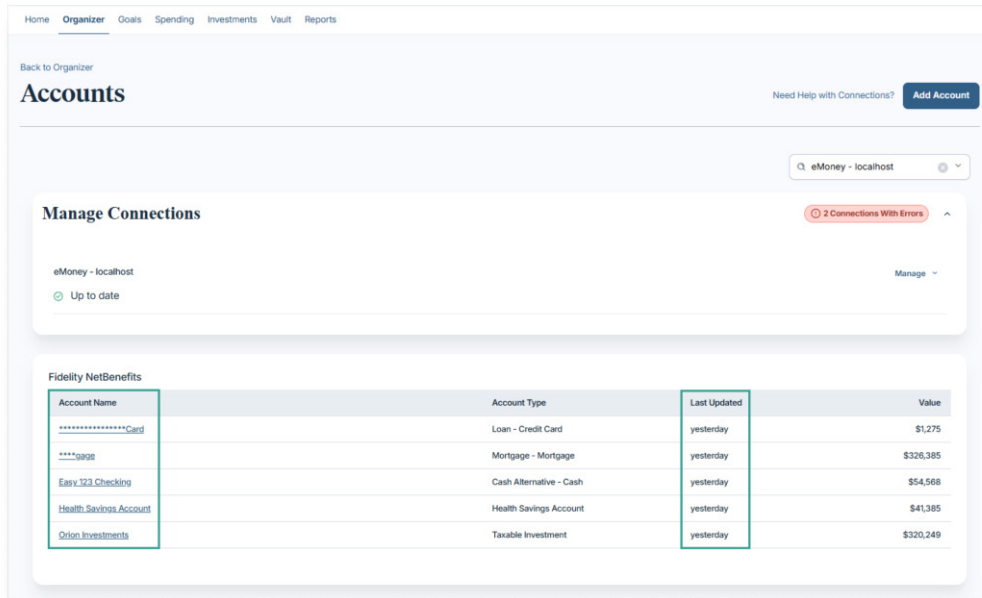 Home Organizer Goals Spending Investments Vault Reports
Back to Organizer
Accounts
Need Help with Connections? Add Account
eMoney - localhost
Manage Connections
2 Connections With Errors
eMoney - localhost
Manage
Up to date
Fidelity NetBenefits
Account Name Account Type Last Updated Value
****************Card Loan - Credit Card yesterday $1,275
****gage Mortgage - Mortgage yesterday $326,385
Easy 123 Checking Cash Alternative - Cash yesterday $54,568
Health Savings Account Health Savings Account yesterday $41,385
Orion Investments Taxable Investment yesterday $320,249